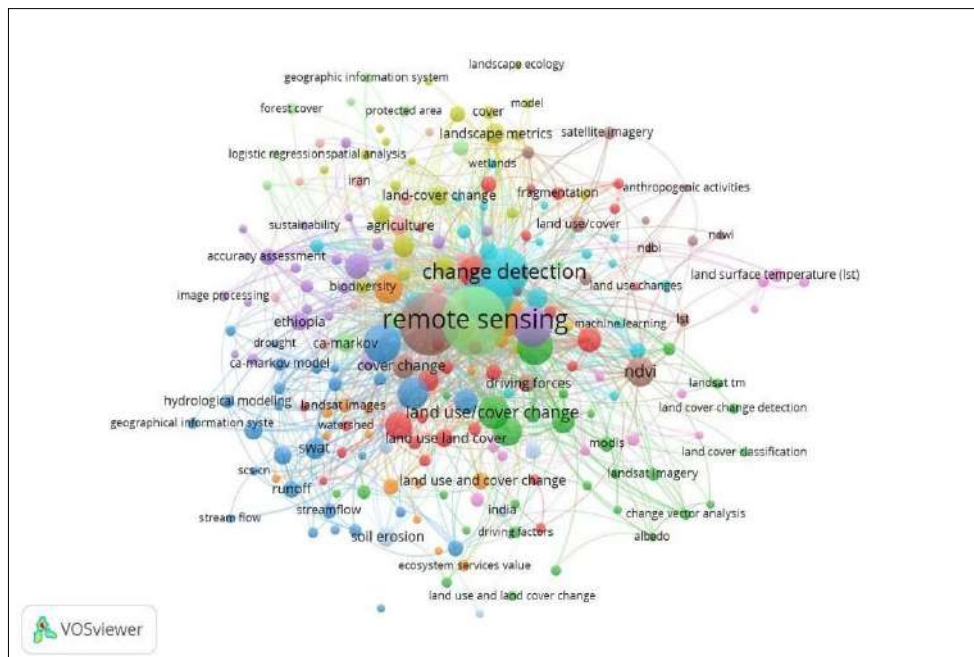 landscape ecology
geographic information system
forest cover
protected area
cover
model
landscape metrics
satellite imagery
logistic regression
spatial analysis
wetlands
iran
land-cover change
fragmentation
anthropogenic activities
sustainability
agriculture
land use/cover
ndwi
accuracy assessment
ndbi
change detection
land surface temperature (lst)
image processing
biodiversity
land use changes
remote sensing
ethiopia
machine learning
lst
drought
ca-markov
ca-markov model
cover change
driving forces
ndvi
landsat tm
hydrological modeling
landsat images
land use/cover change
land cover change detection
geographical information syste
watershed
land use land cover
swat
modis
land cover classification
scs-cn
landsat imagery
runoff
land use and cover change
stream flow
streamflow
india
change vector analysis
soil erosion
driving factors
albedo
ecosystem services value
land use and land cover change
VOSviewer